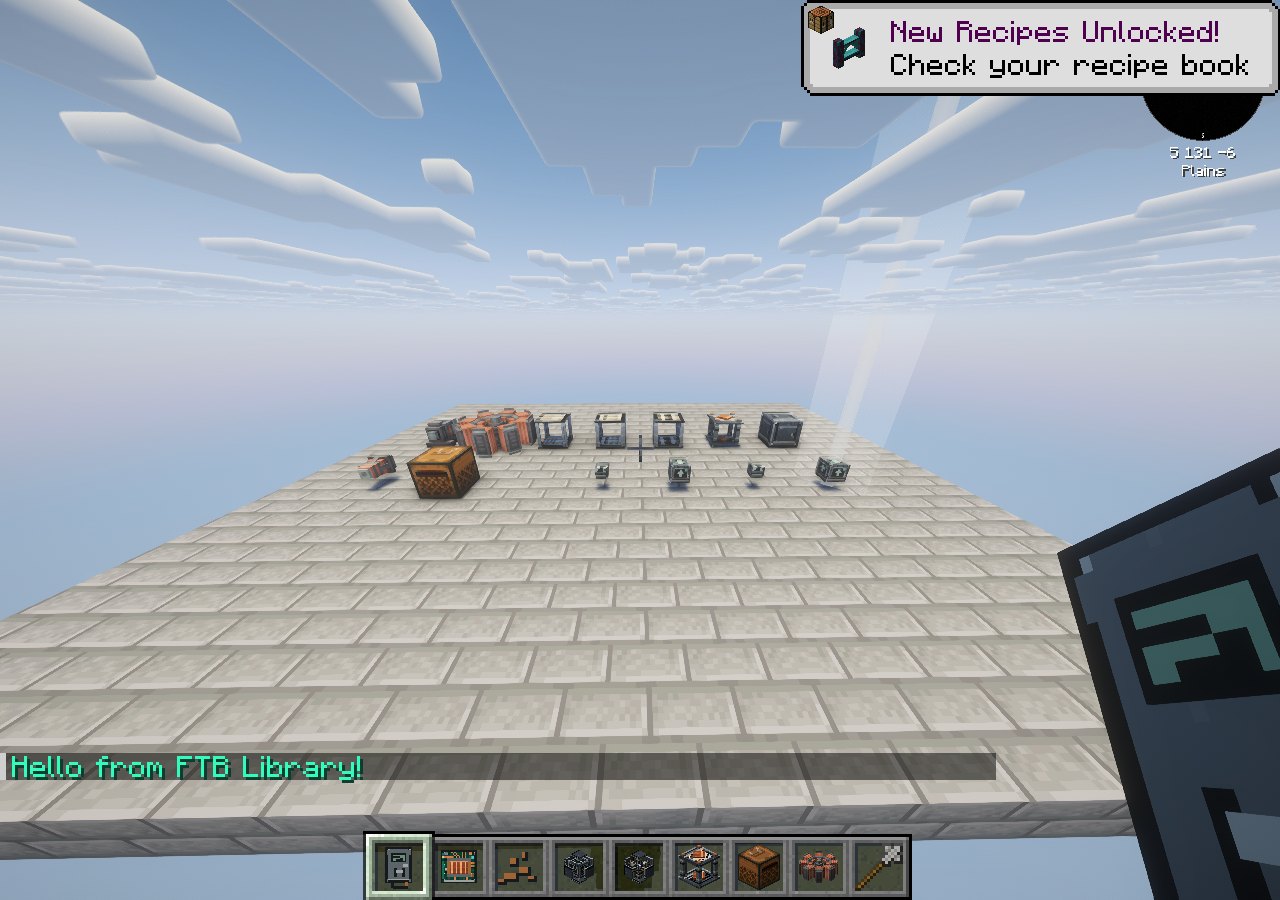 New Recipes Unlocked!
Check your recipe book
s
5 131 -6
Plains
Hello from FTB Library!